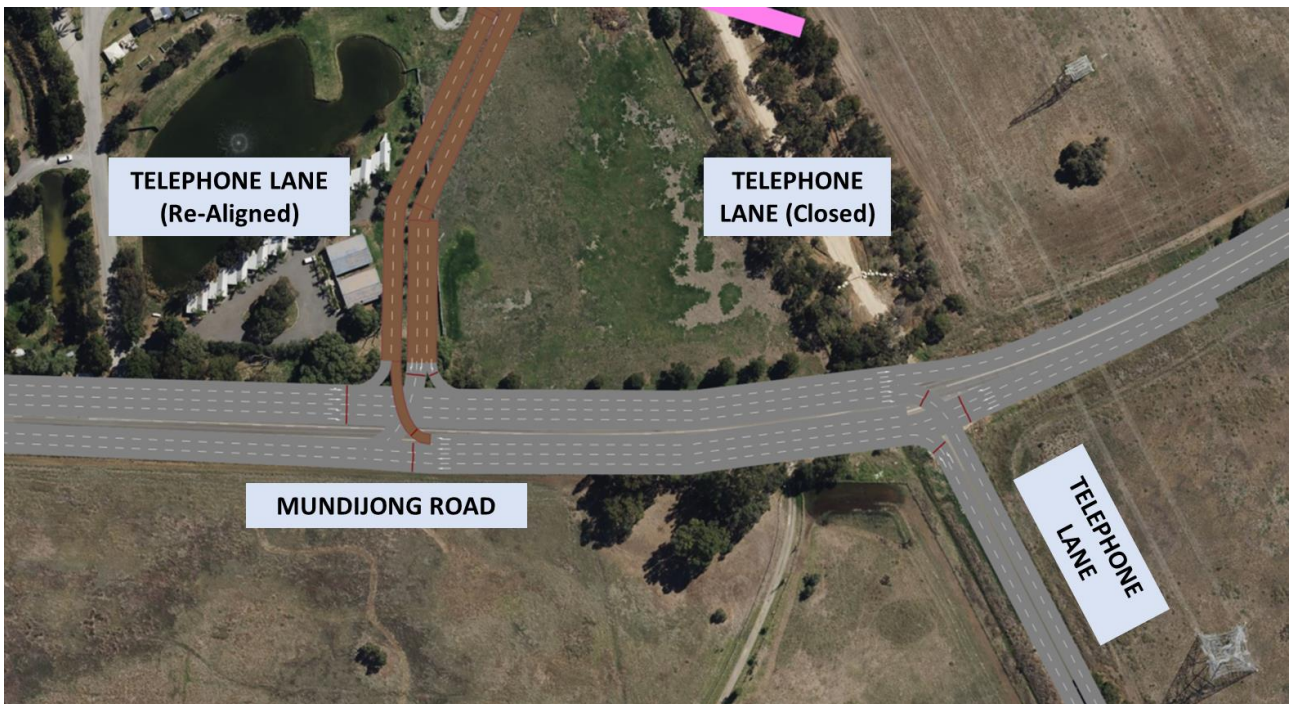 TELEPHONE LANE
(Re-Aligned)
TELEPHONE
LANE (Closed)
MUNDIJONG ROAD
TELEPHONE
LANE